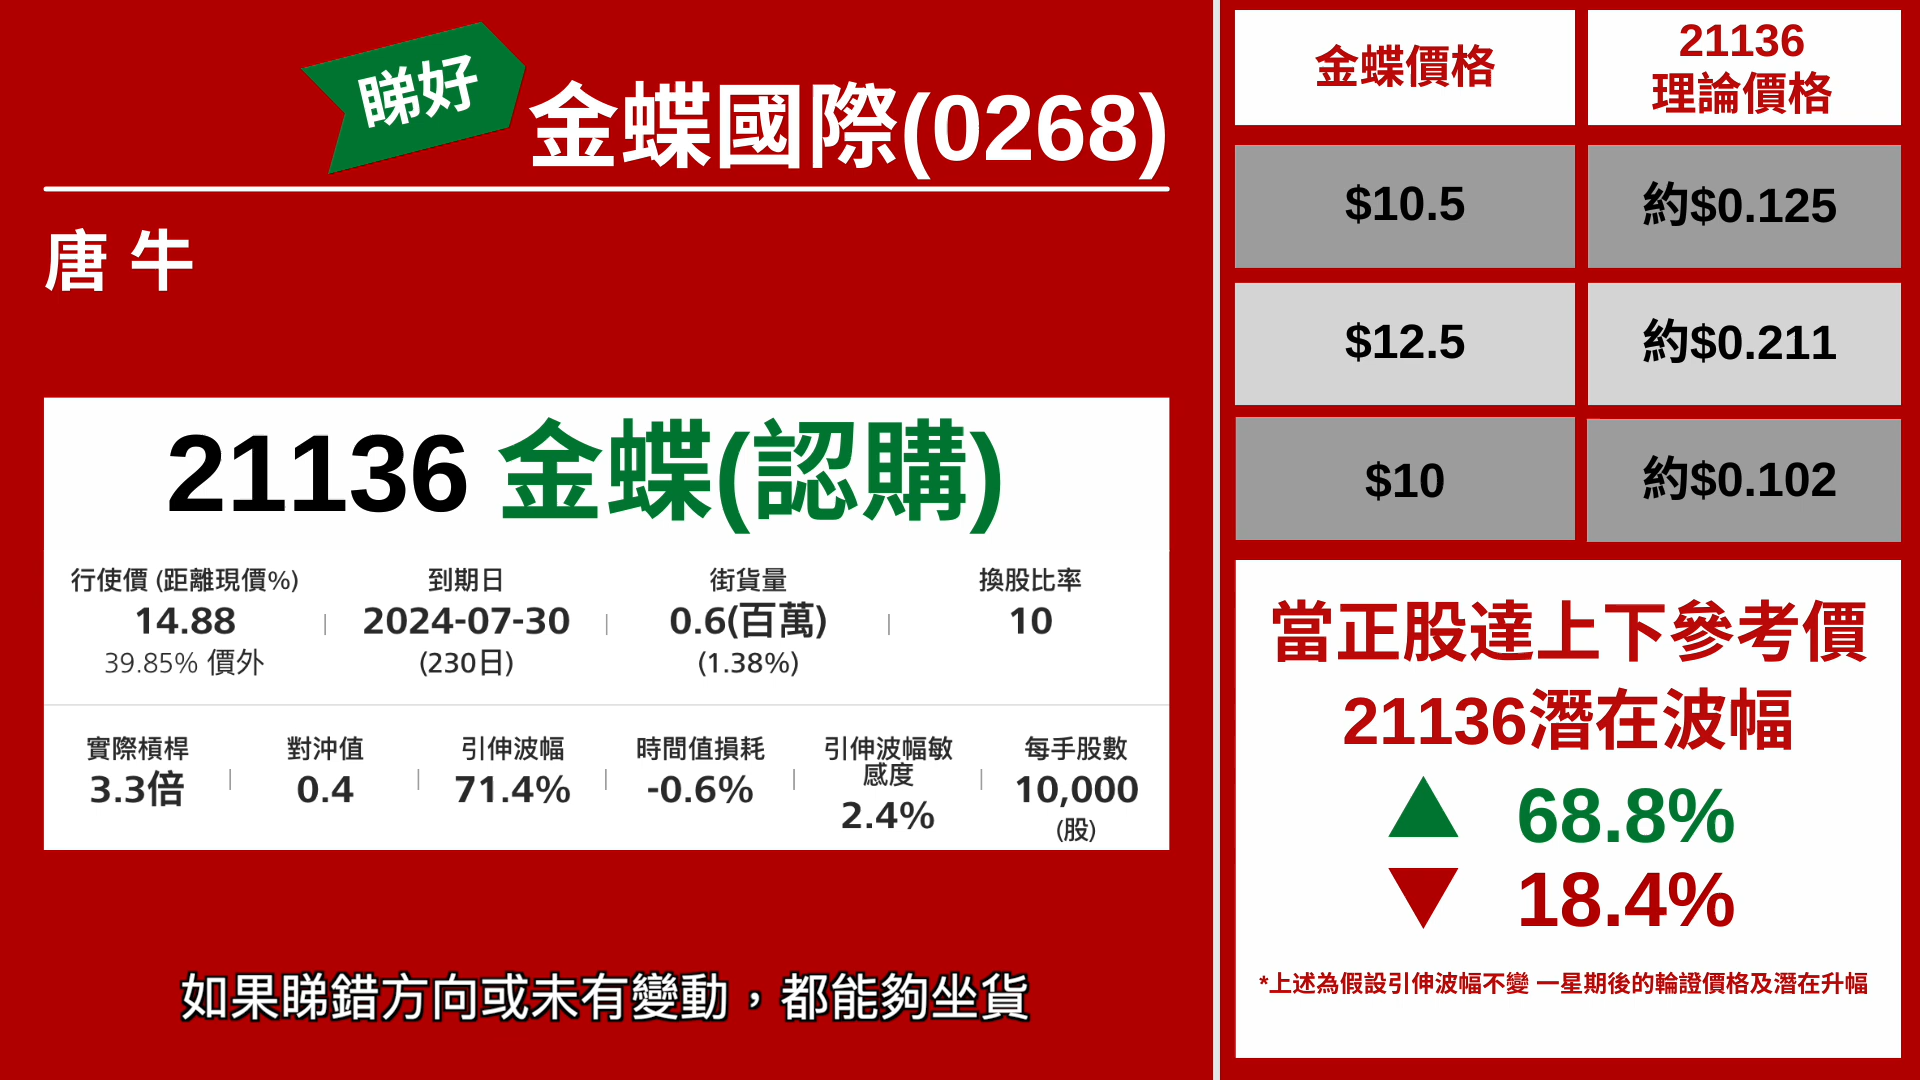 睇好
金蝶國際(0268)
唐 牛
21136 金蝶(認購)
行使價 (距離現價%) 到期日 街貨量 換股比率
14.88 2024-07-30 0.6(百萬) 10
39.85% 價外 (230日) (1.38%)
實際槓桿 對沖值 引伸波幅 時間值損耗 引伸波幅敏 每手股數
感度
3.3倍 0.4 71.4% -0.6% 2.4% 10,000
(股)
如果睇錯方向或未有變動，都能夠坐貨
金蝶價格 21136
理論價格
$10.5 約$0.125
$12.5 約$0.211
$10 約$0.102
當正股達上下參考價
21136潛在波幅
68.8%
18.4%
*上述為假設引伸波幅不變 一星期後的輪證價格及潛在升幅